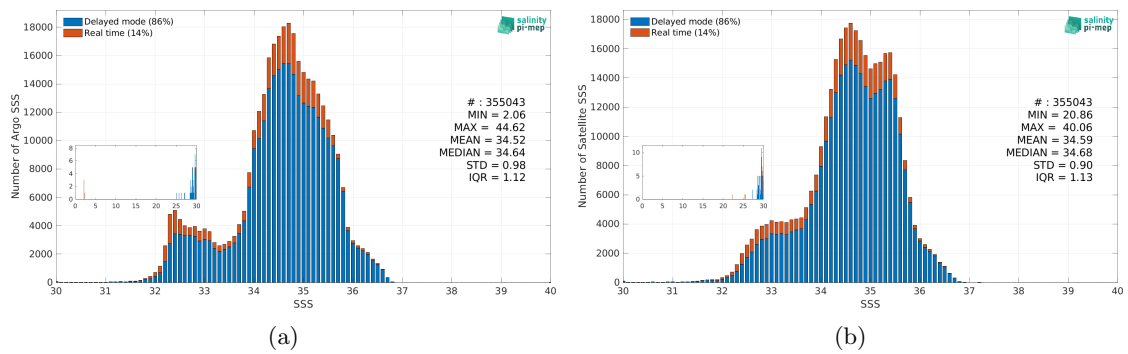 Delayed mode (86%)
Real time (14%)
salinity
pi-mep
Number of Argo SSS
18000
16000
14000
12000
10000
8000
6000
4000
2000
0
# : 355043
MIN = 2.06
MAX = 44.62
MEAN = 34.52
MEDIAN = 34.64
STD = 0.98
IQR = 1.12
8
6
4
2
0
0 5 10 15 20 25 30
30 31 32 33 34 35 36 37 38 39 40
SSS
(a)
Delayed mode (86%)
Real time (14%)
salinity
pi-mep
Number of Satellite SSS
18000
16000
14000
12000
10000
8000
6000
4000
2000
0
# : 355043
MIN = 20.86
MAX = 40.06
MEAN = 34.59
MEDIAN = 34.68
STD = 0.90
IQR = 1.13
10
5
0
0 5 10 15 20 25 30
30 31 32 33 34 35 36 37 38 39 40
SSS
(b)